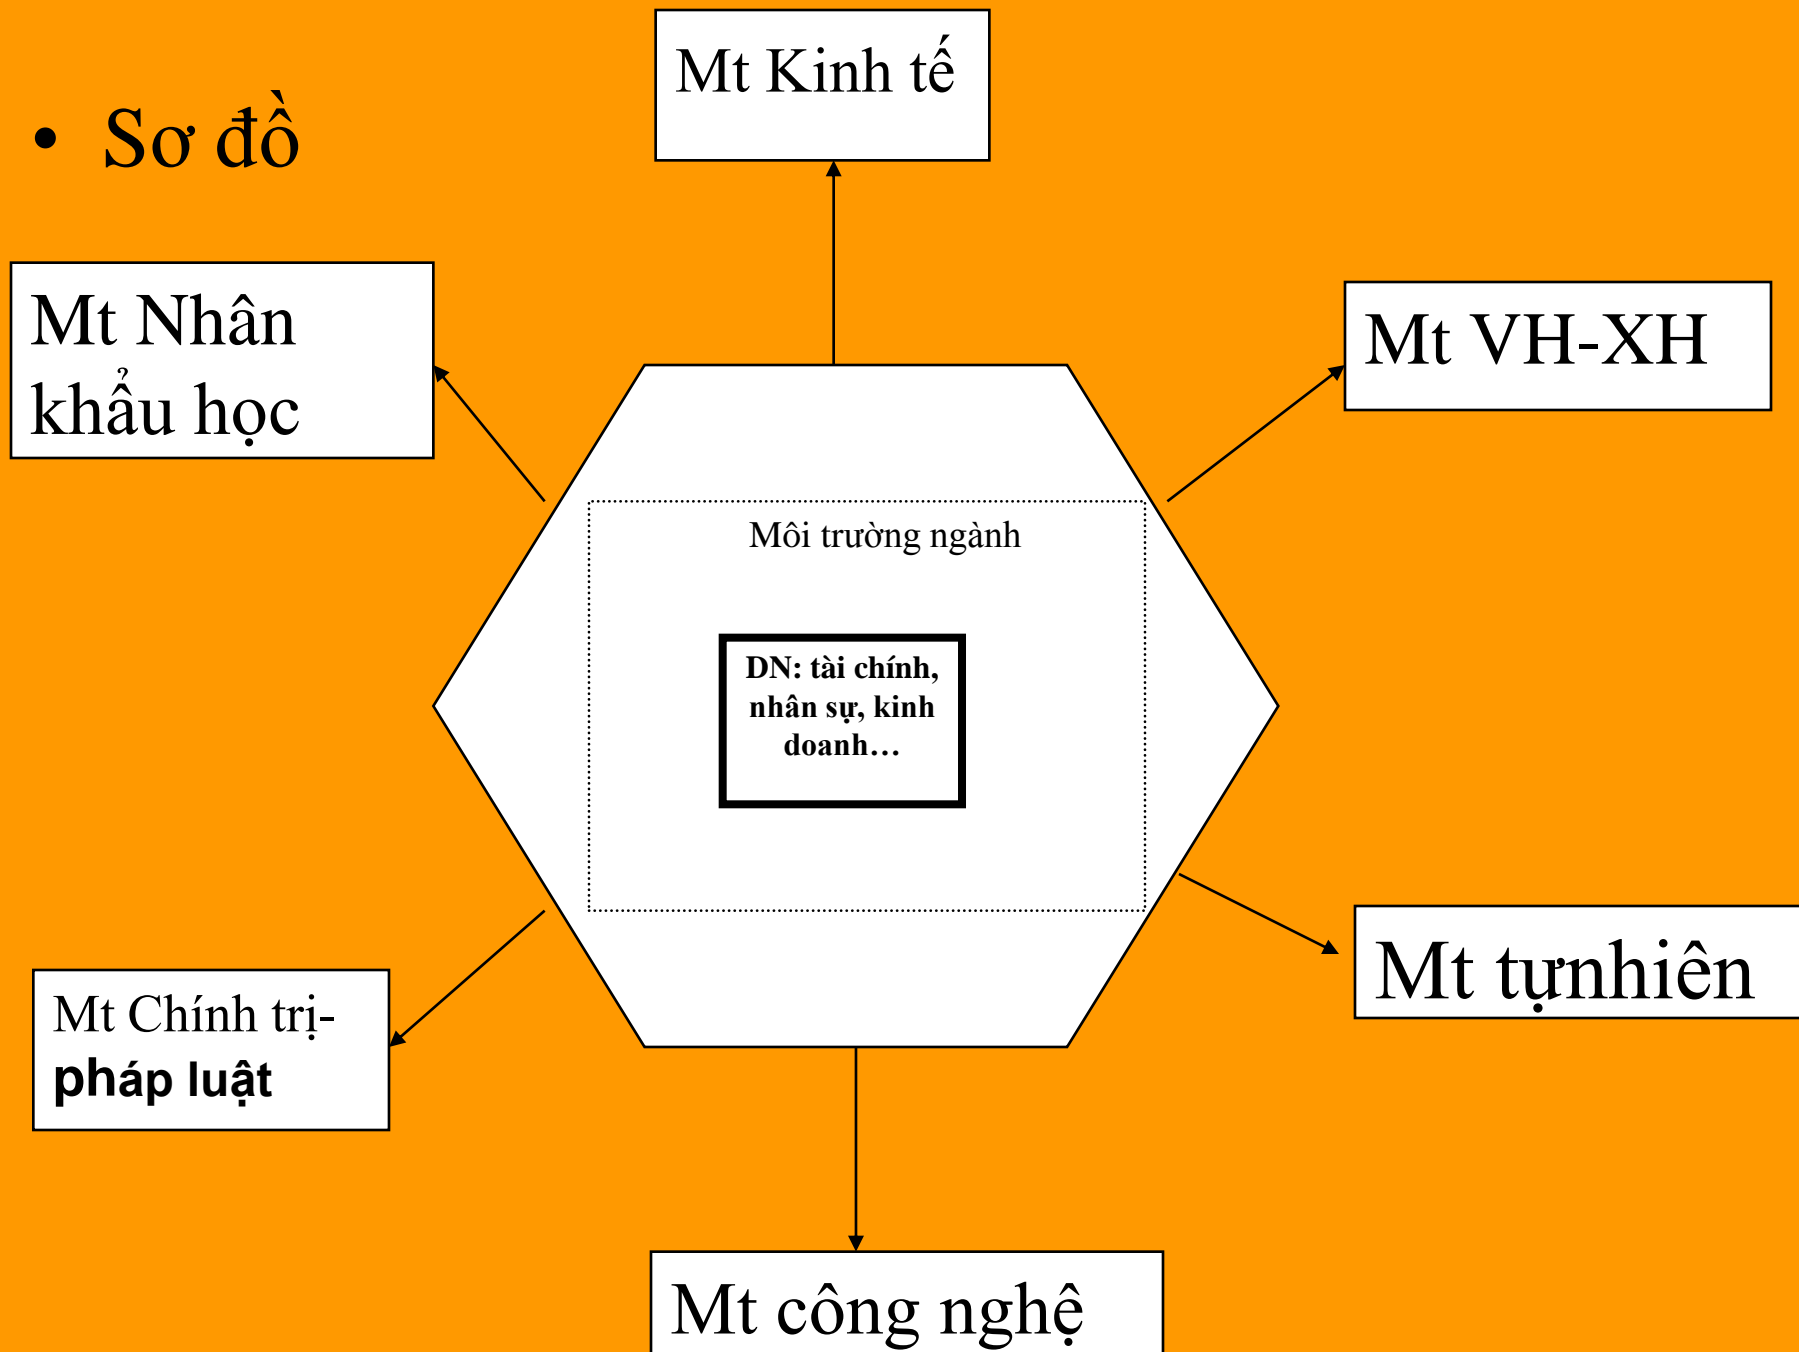 • Sơ đồ
Mt Kinh tế
Mt Nhân
khẩu học
Mt VH-XH
Môi trường ngành
DN: tài chính,
nhân sự, kinh
doanh…
Mt tựnhiên
Mt Chính trị-
pháp luật
Mt công nghệ